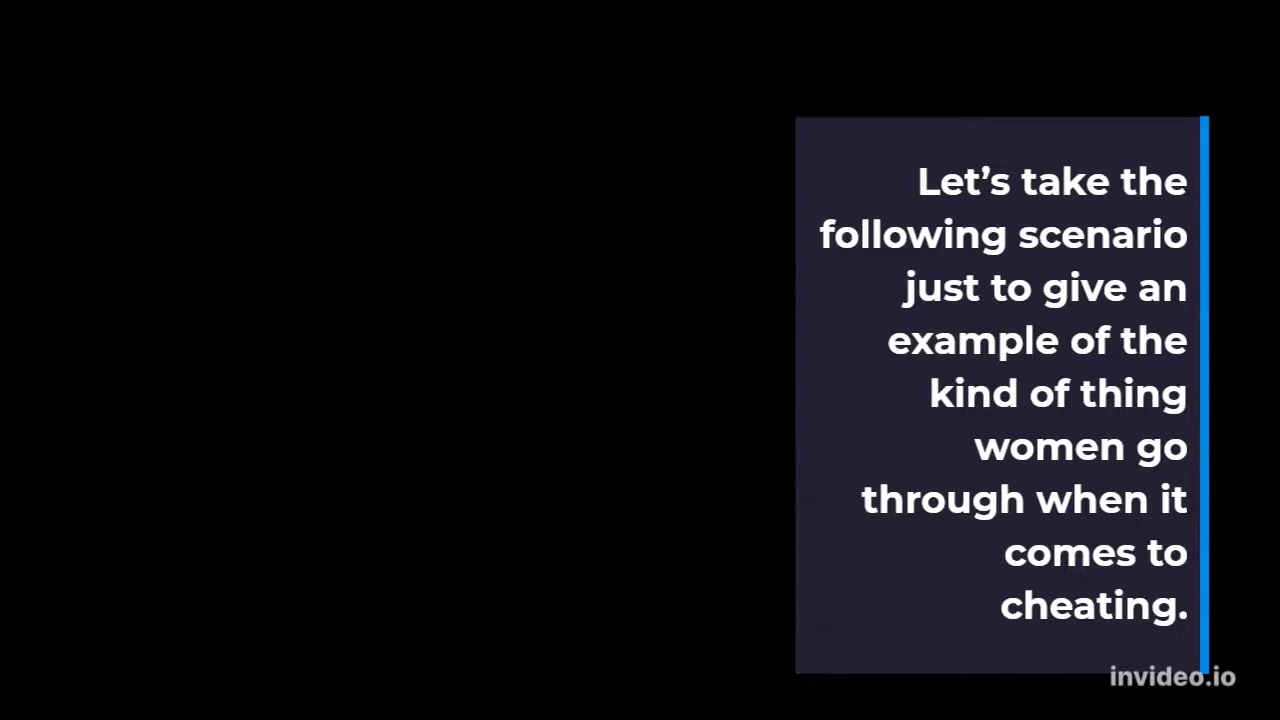 Let’s take the
following scenario
just to give an
example of the
kind of thing
women go
through when it
comes to
cheating.
invideo.io